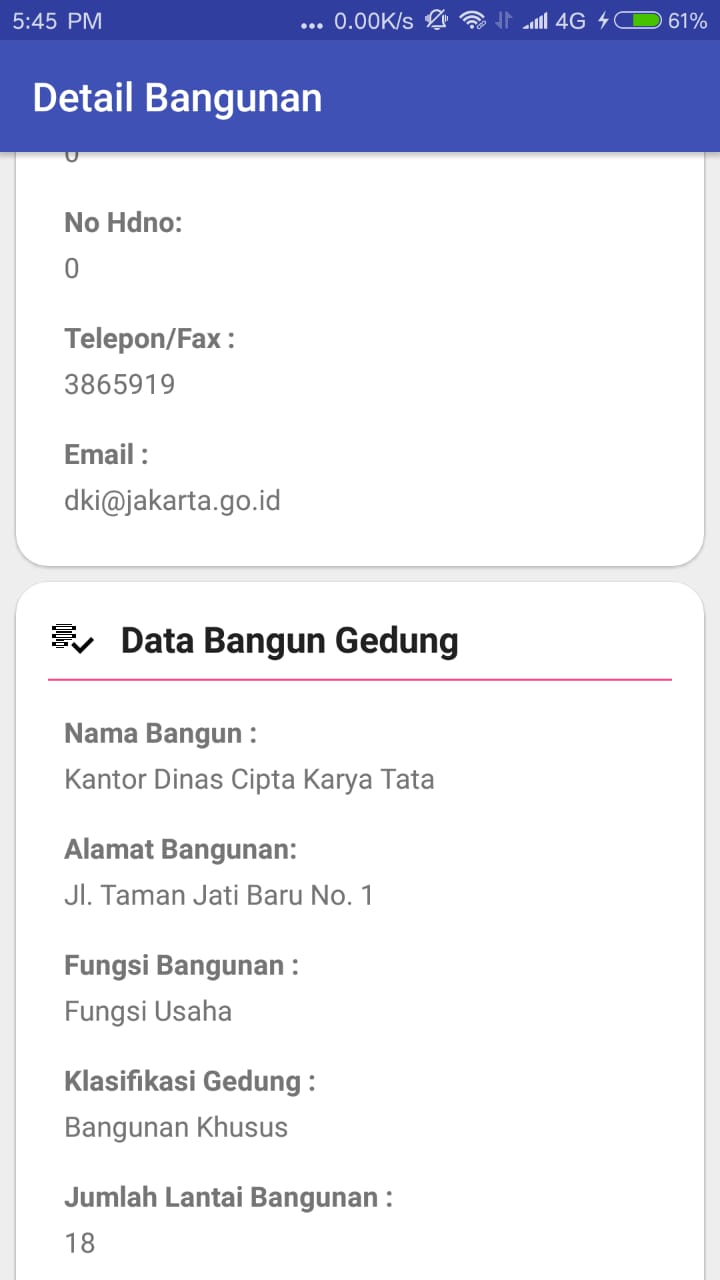 5:45 PM ... 0.00K/s 4G 61%
Detail Bangunan
0
No Hdno:
0
Telepon/Fax :
3865919
Email :
dki@jakarta.go.id
Data Bangun Gedung
Nama Bangun :
Kantor Dinas Cipta Karya Tata
Alamat Bangunan:
Jl. Taman Jati Baru No. 1
Fungsi Bangunan :
Fungsi Usaha
Klasifikasi Gedung :
Bangunan Khusus
Jumlah Lantai Bangunan :
18